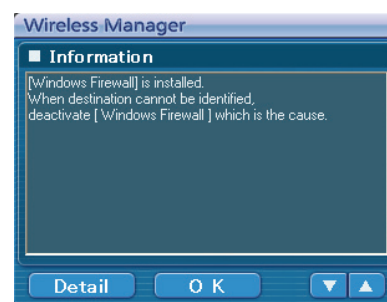 Wireless Manager
■ Information
[Windows Firewall] is installed.
When destination cannot be identified,
deactivate [ Windows Firewall ] which is the cause.
Detail
O K
▼
▲